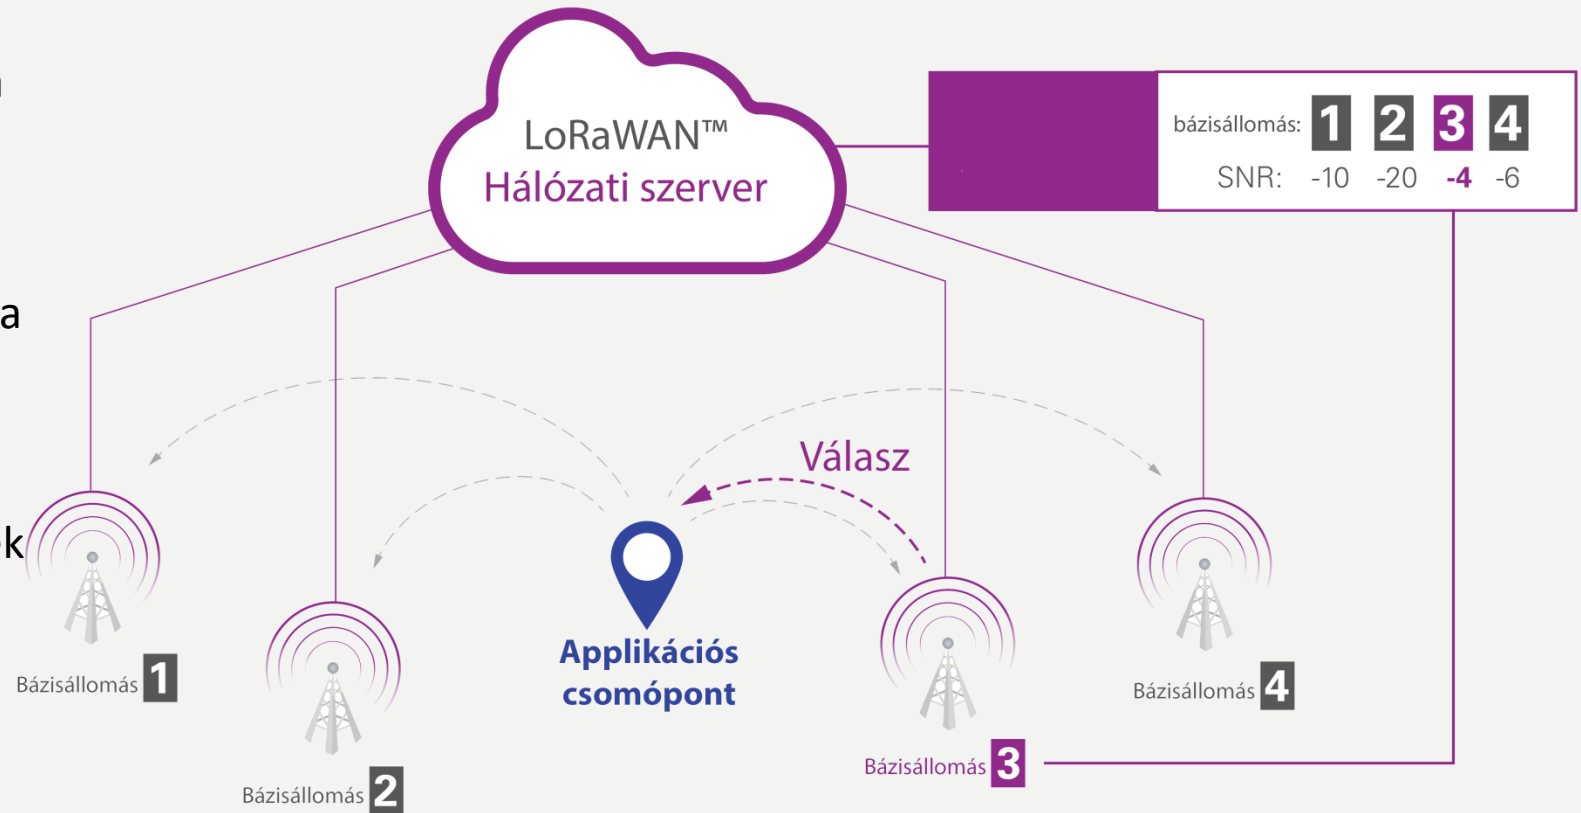 LoRaWAN™
Hálózati szerver
bázisállomás: 1 2 3 4
SNR: -10 -20 -4 -6
a
Válasz
ek
Applikációs
csomópont
Bázisállomás 1
Bázisállomás 4
Bázisállomás 3
Bázisállomás 2